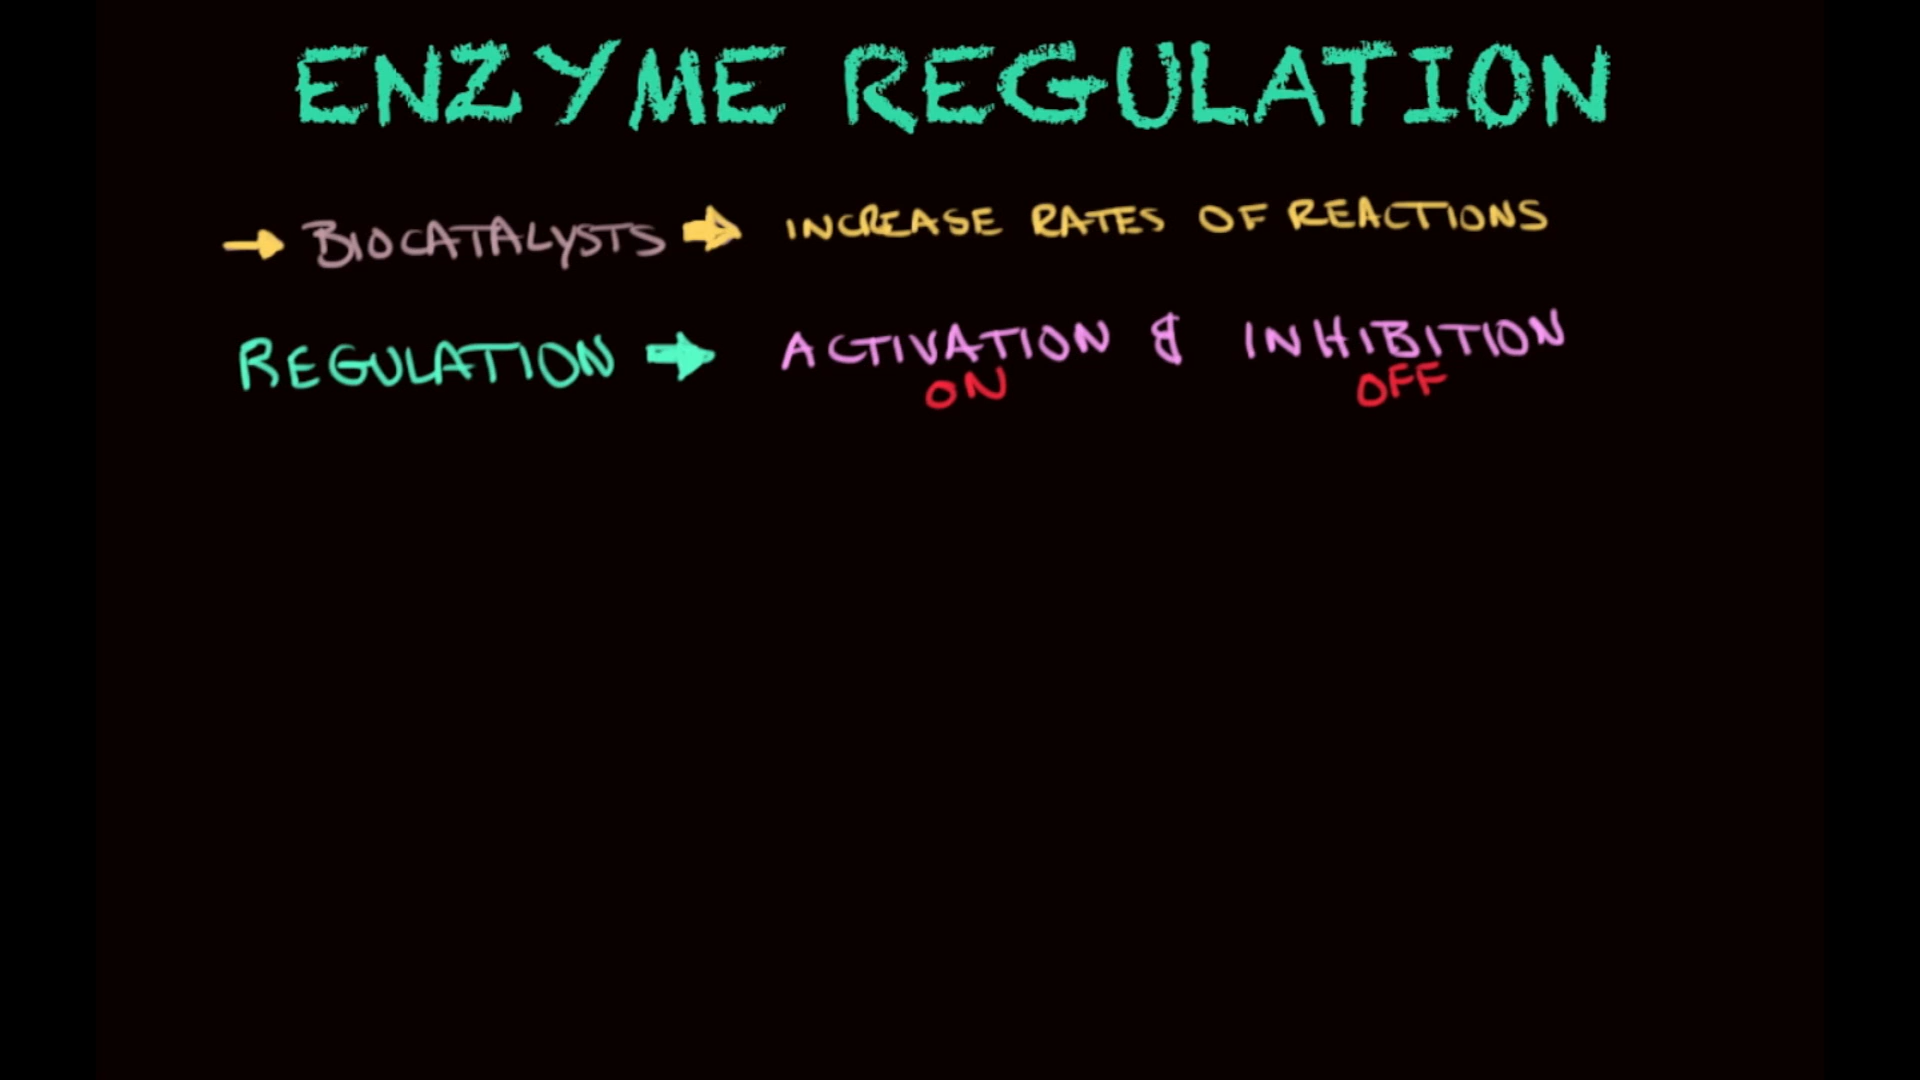 ENZYME REGULATION
→ BIOCATALYSTS → INCREASE RATES OF REACTIONS
REGULATION → ACTIVATION & INHIBITION
ON OFF